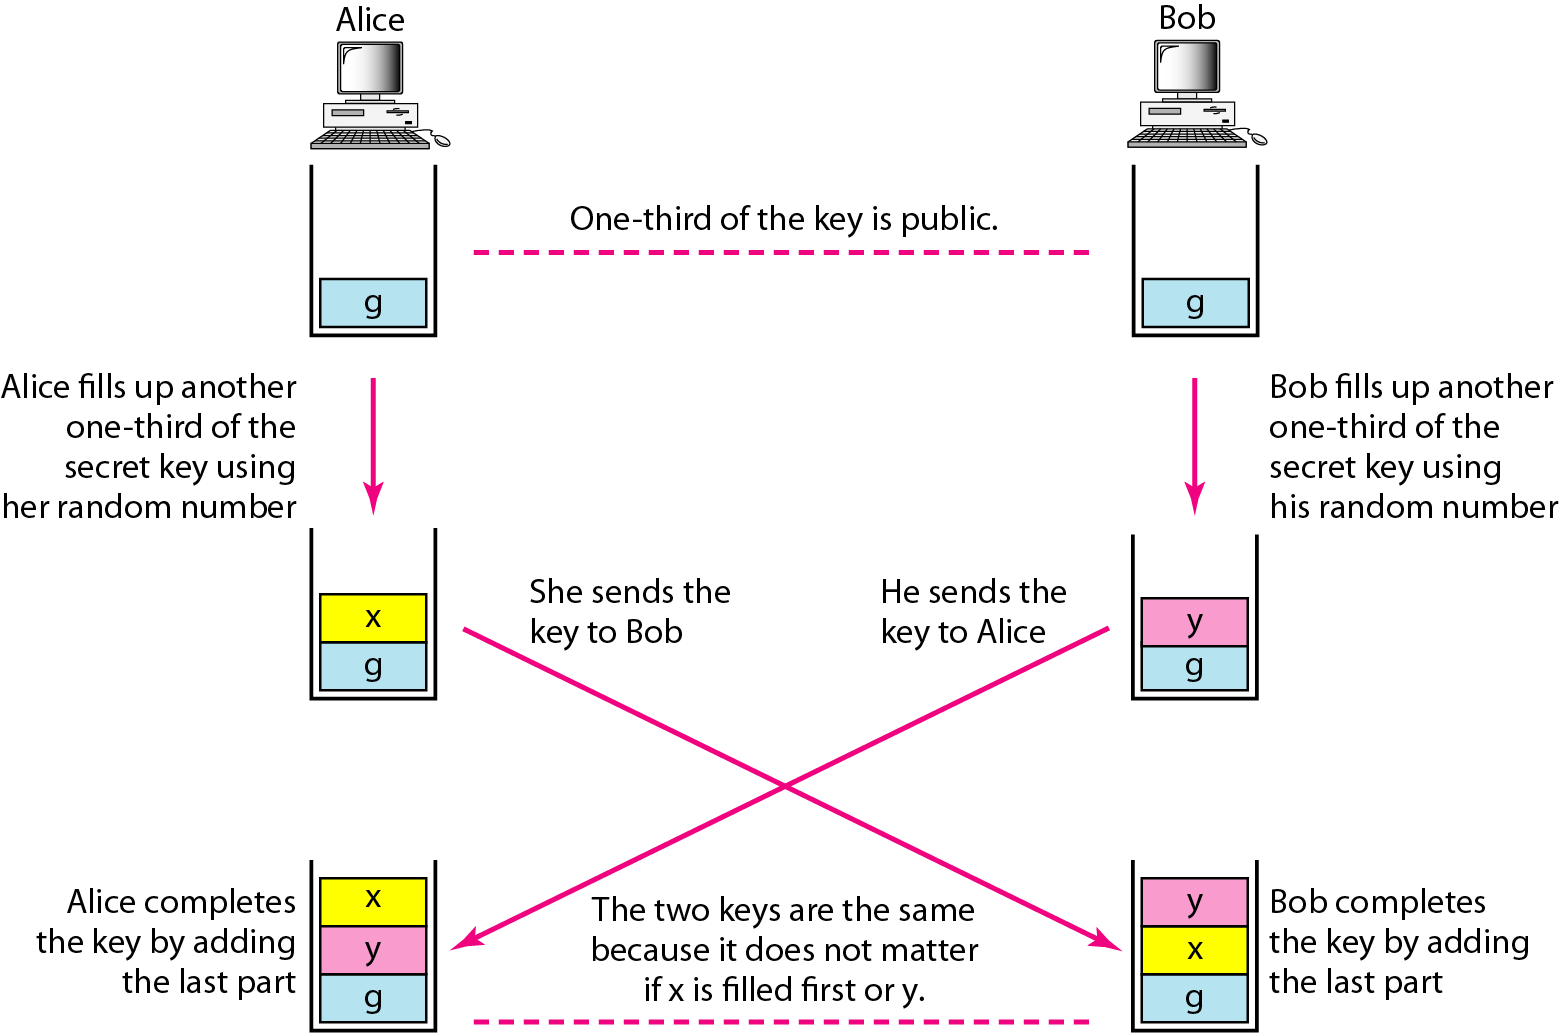 Alice
Bob
One-third of the key is public.
g
g
Alice fills up another
one-third of the
secret key using
her random number
Bob fills up another
one-third of the
secret key using
his random number
x
g
She sends the
key to Bob
He sends the
key to Alice
y
g
Alice completes
the key by adding
the last part
x
y
g
The two keys are the same
because it does not matter
if x is filled first or y.
y
x
g
Bob completes
the key by adding
the last part